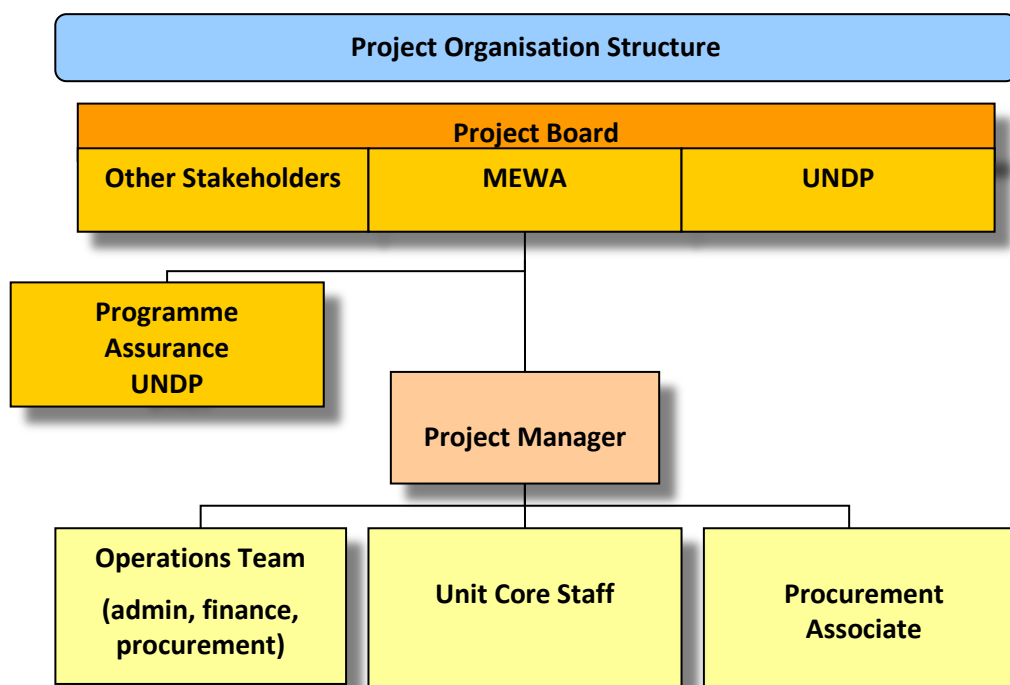 Project Organisation Structure
Project Board
Other Stakeholders
MEWA
UNDP
Programme
Assurance
UNDP
Project Manager
Operations Team
(admin, finance,
procurement)
Unit Core Staff
Procurement
Associate